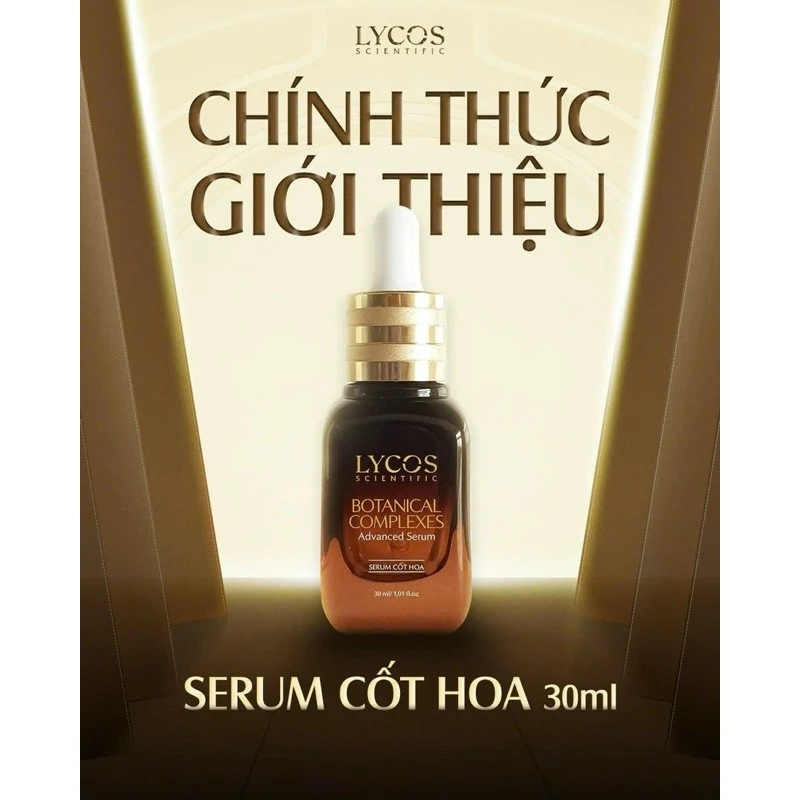 LYCOS
SCIENTIFIC
CHÍNH THỨC
GIỚI THIỆU
LYCOS
SCIENTIFIC
BOTANICAL
COMPLEXES
Advanced Serum
SERUM CỐT HOA
30 ml/ 1,01 fl.oz
SERUM CỐT HOA 30ml